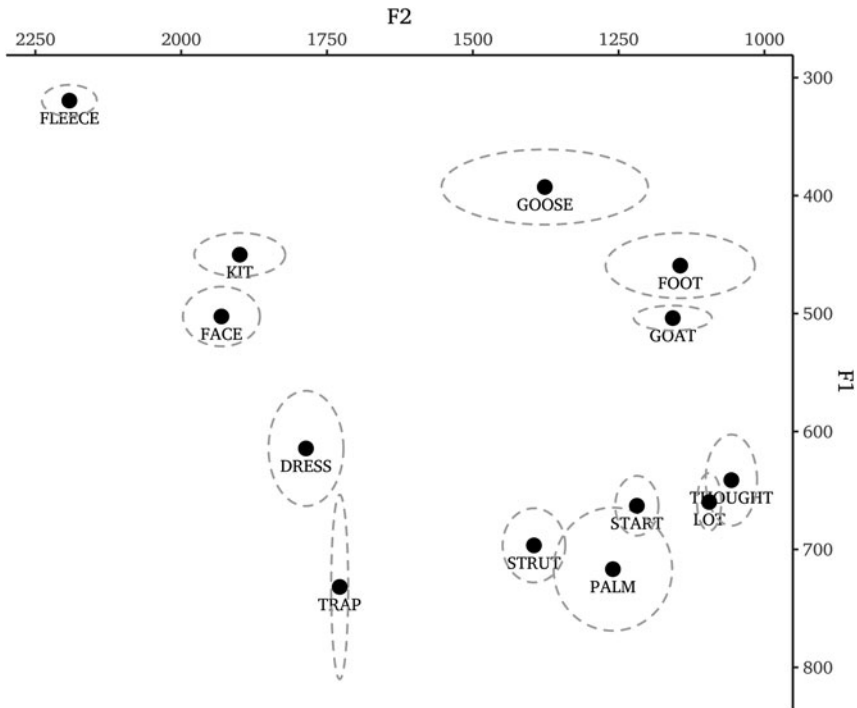 F2
2250 2000 1750 1500 1250 1000
300
FLEECE
400
GOOSE
KIT
FOOT
500
FACE
GOAT
F1
600
DRESS
THOUGHT
LOT
START
700
STRUT
PALM
TRAP
800